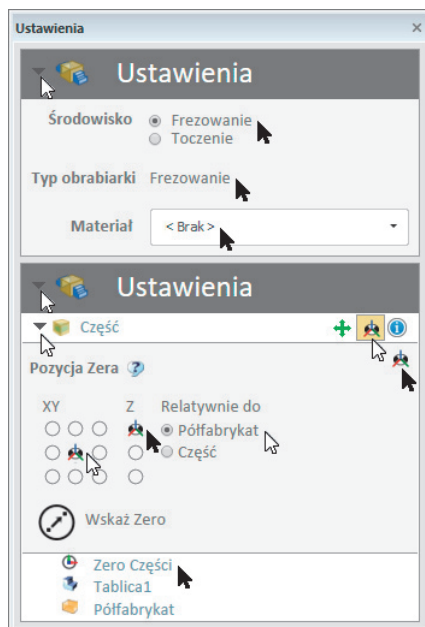 Ustawienia
Ustawienia
Środowisko Frezowanie
Toczenie
Typ obrabiarki Frezowanie
Materiał < Brak >
Ustawienia
Część
Pozycja Zera
XY Z Relatywnie do
Półfabrykat
Część
Wskaż Zero
Zero Części
Tablica1
Półfabrykat